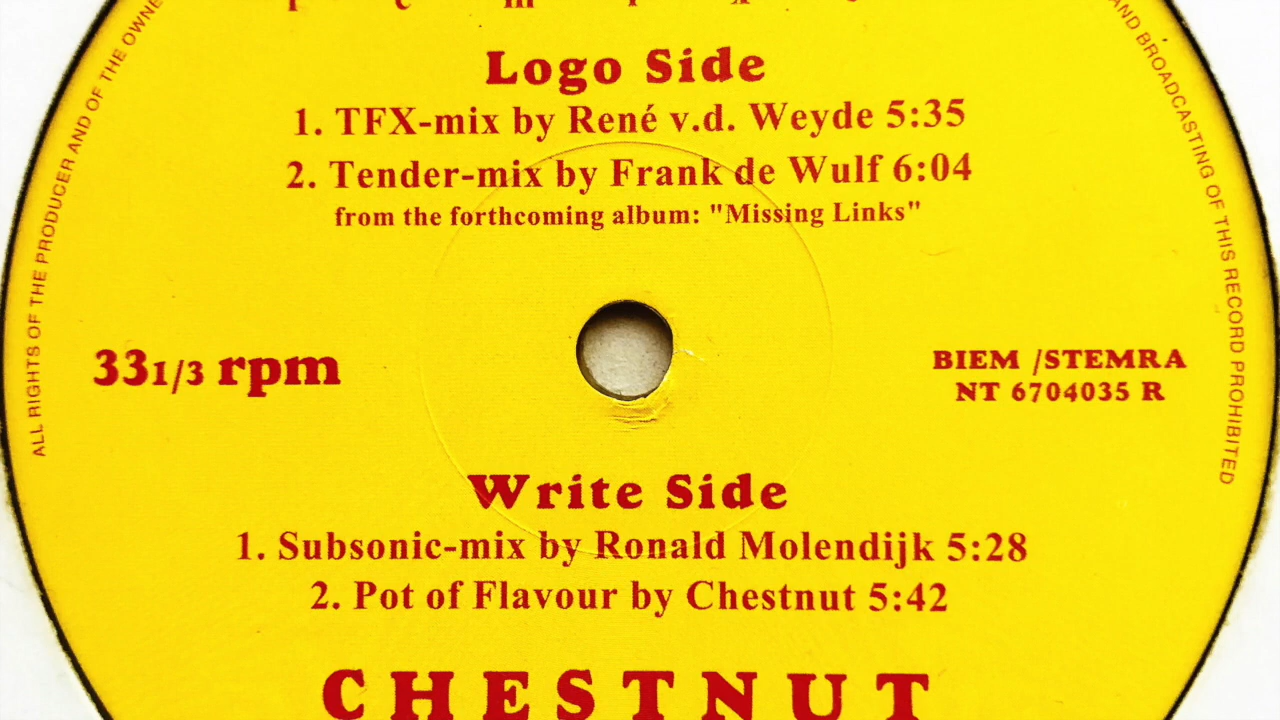 Logo Side
1. TFX-mix by René v.d. Weyde 5:35
2. Tender-mix by Frank de Wulf 6:04
from the forthcoming album: "Missing Links"
33 1/3 rpm
BIEM /STEMRA
NT 6704035 R
Write Side
1. Subsonic-mix by Ronald Molendijk 5:28
2. Pot of Flavour by Chestnut 5:42
CHESTNUT
ALL RIGHTS OF THE PRODUCER AND OF THE OWNE
AND BROADCASTING OF THIS RECORD PROHIBITED